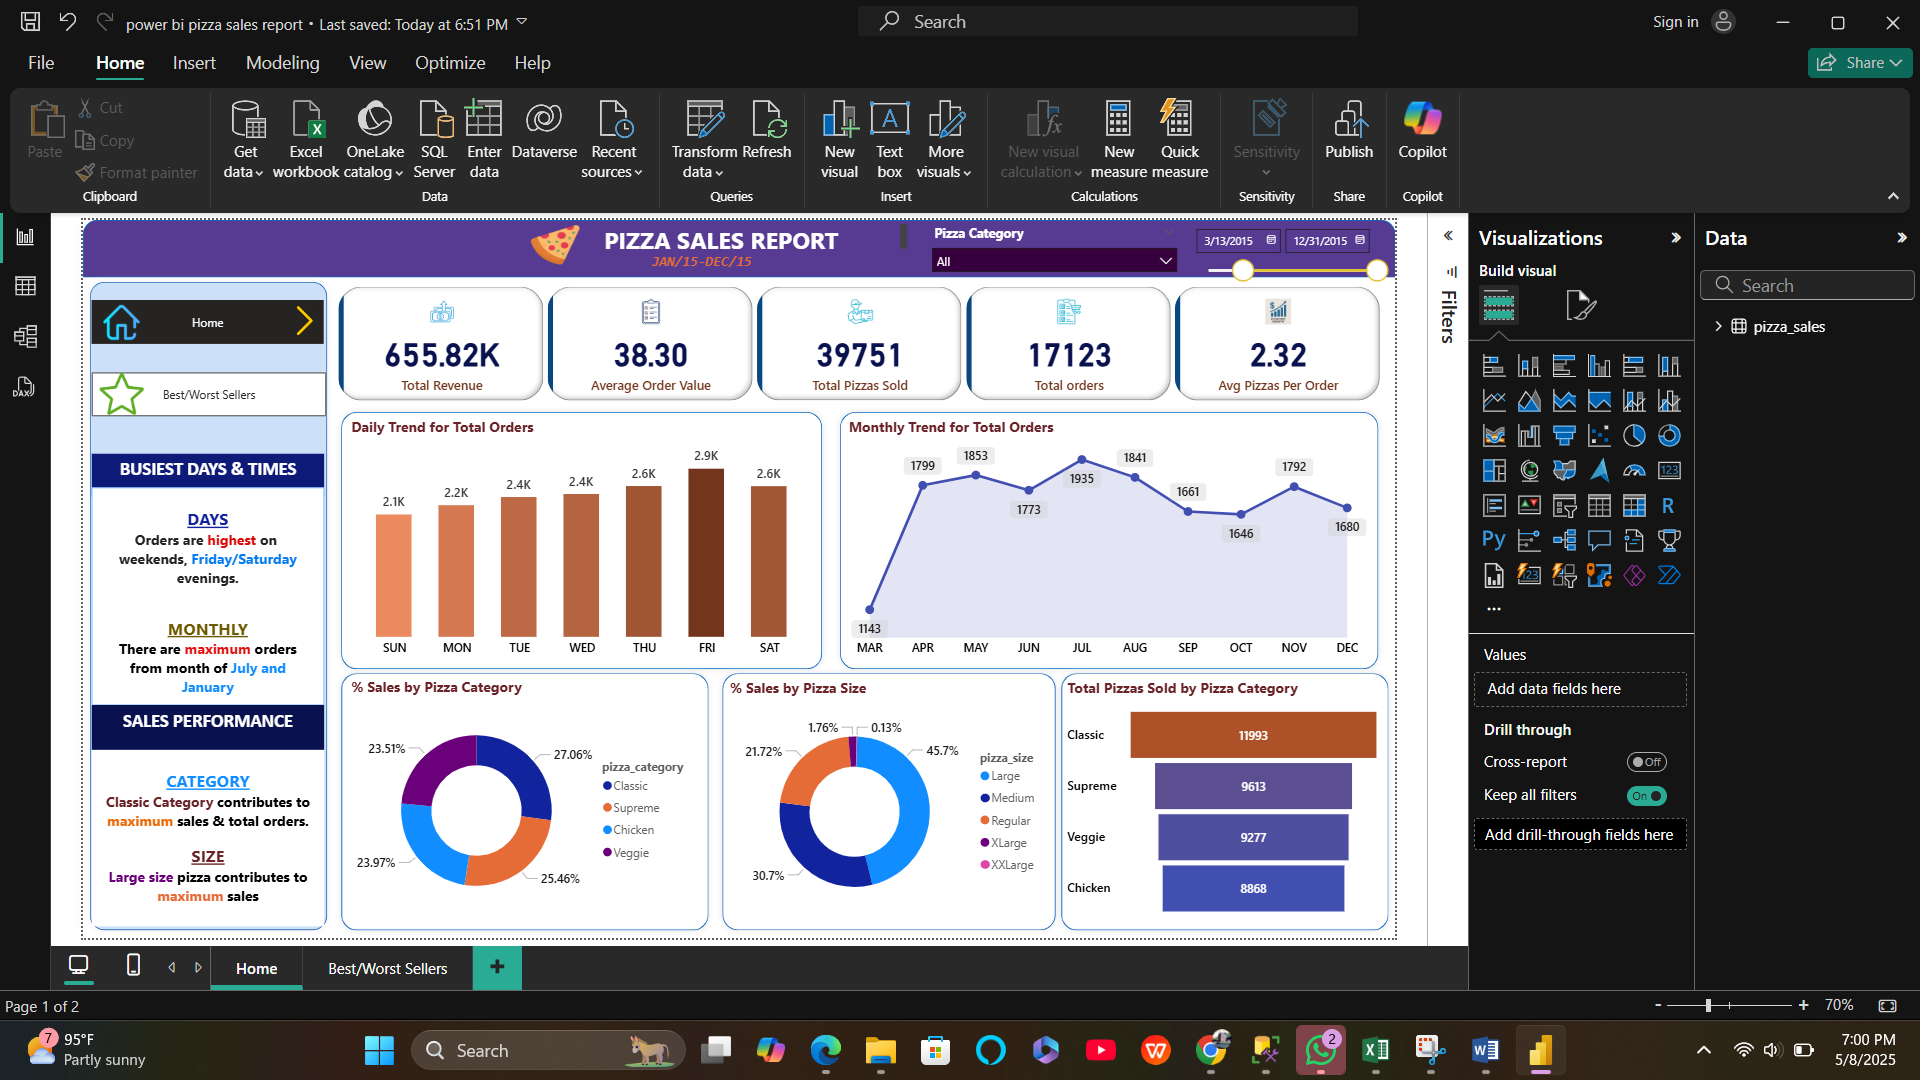 power bi pizza sales report • Last saved: Today at 6:51 PM
Search
Sign in
File Home Insert Modeling View Optimize Help
Share
Paste
Cut
Copy
Format painter
Clipboard
Get data
Excel workbook
OneLake catalog
SQL Server
Enter data
Dataverse
Recent sources
Data
Transform data
Refresh
Queries
New visual
A
Text box
More visuals
Insert
New visual calculation
New measure
Quick measure
Calculations
Sensitivity
Sensitivity
Publish
Share
Copilot
Copilot
DAX
PIZZA SALES REPORT
JAN/15-DEC/15
Pizza Category
All
3/13/2015
12/31/2015
Home
Best/Worst Sellers
BUSIEST DAYS & TIMES
DAYS
Orders are highest on
weekends, Friday/Saturday
evenings.
MONTHLY
There are maximum orders
from month of July and
January
SALES PERFORMANCE
CATEGORY
Classic Category contributes to
maximum sales & total orders.
SIZE
Large size pizza contributes to
maximum sales
655.82K
Total Revenue
38.30
Average Order Value
39751
Total Pizzas Sold
17123
Total orders
2.32
Avg Pizzas Per Order
Daily Trend for Total Orders
2.1K 2.2K 2.4K 2.4K 2.6K 2.9K 2.6K
SUN MON TUE WED THU FRI SAT
Monthly Trend for Total Orders
1143 1799 1853 1773 1935 1841 1661 1646 1792 1680
MAR APR MAY JUN JUL AUG SEP OCT NOV DEC
% Sales by Pizza Category
23.51%
27.06%
23.97%
25.46%
pizza_category
Classic
Supreme
Chicken
Veggie
% Sales by Pizza Size
1.76%
0.13%
21.72%
45.7%
30.7%
pizza_size
Large
Medium
Regular
XLarge
XXLarge
Total Pizzas Sold by Pizza Category
Classic 11993
Supreme 9613
Veggie 9277
Chicken 8868
Filters
Visualizations
Build visual
123
R
Py
123
...
Values
Add data fields here
Drill through
Cross-report
Off
Keep all filters
On
Add drill-through fields here
Data
Search
pizza_sales
Home
Best/Worst Sellers
+
Page 1 of 2
- + 70%
7
95°F
Partly sunny
Search
2
7:00 PM
5/8/2025